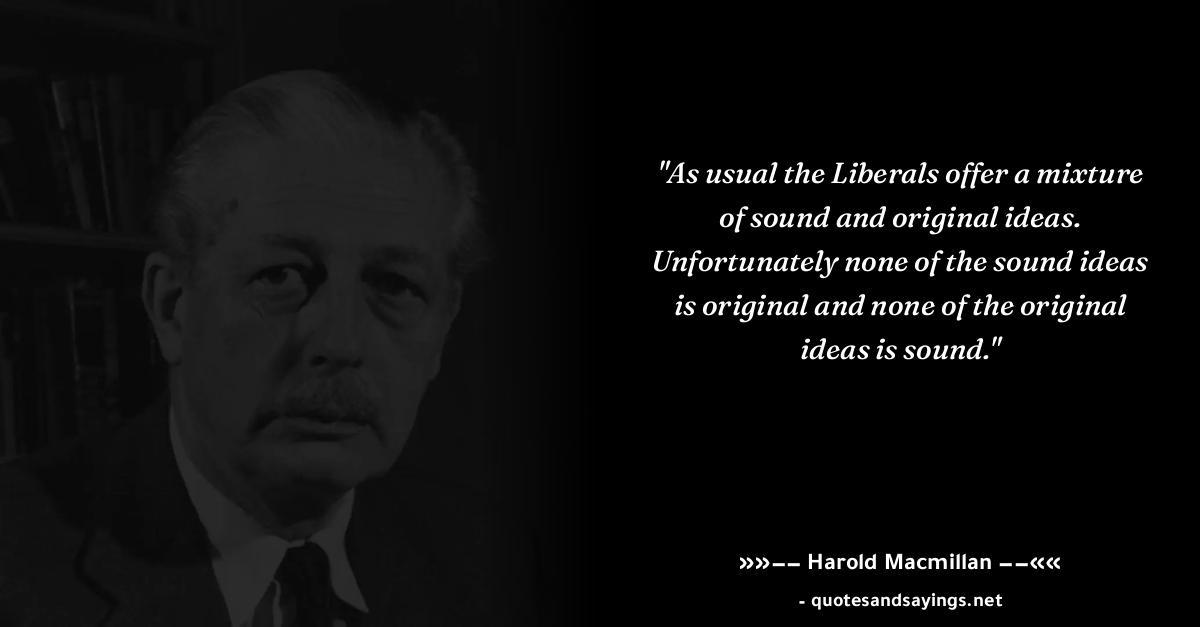 "As usual the Liberals offer a mixture
of sound and original ideas.
Unfortunately none of the sound ideas
is original and none of the original
ideas is sound."
»»−− Harold Macmillan −−««
- quotesandsayings.net